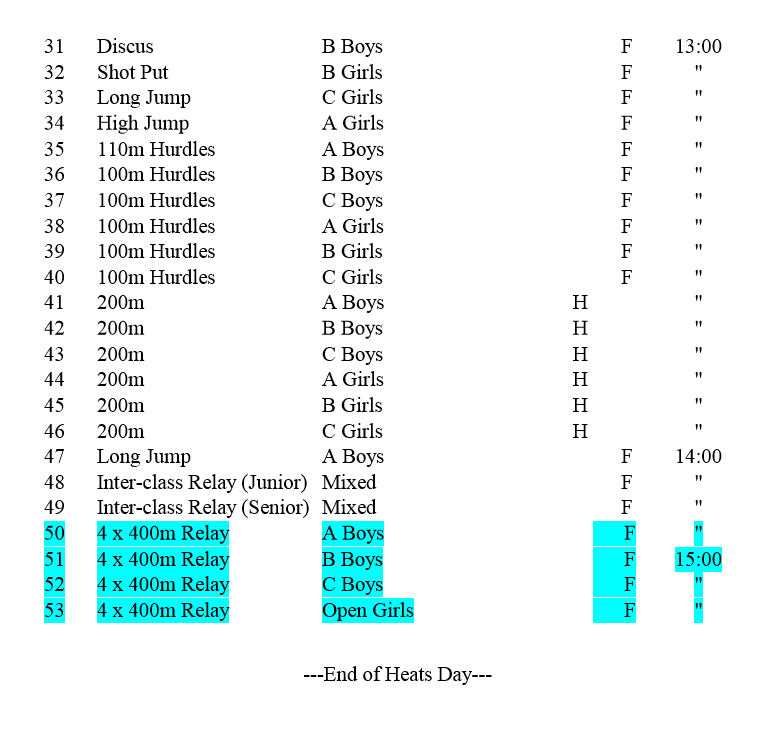 31 Discus B Boys F 13:00
32 Shot Put B Girls F "
33 Long Jump C Girls F "
34 High Jump A Girls F "
35 110m Hurdles A Boys F "
36 100m Hurdles B Boys F "
37 100m Hurdles C Boys F "
38 100m Hurdles A Girls F "
39 100m Hurdles B Girls F "
40 100m Hurdles C Girls F "
41 200m A Boys H "
42 200m B Boys H "
43 200m C Boys H "
44 200m A Girls H "
45 200m B Girls H "
46 200m C Girls H "
47 Long Jump A Boys F 14:00
48 Inter-class Relay (Junior) Mixed F "
49 Inter-class Relay (Senior) Mixed F "
50 4 x 400m Relay A Boys F "
51 4 x 400m Relay B Boys F 15:00
52 4 x 400m Relay C Boys F "
53 4 x 400m Relay Open Girls F "
---End of Heats Day---